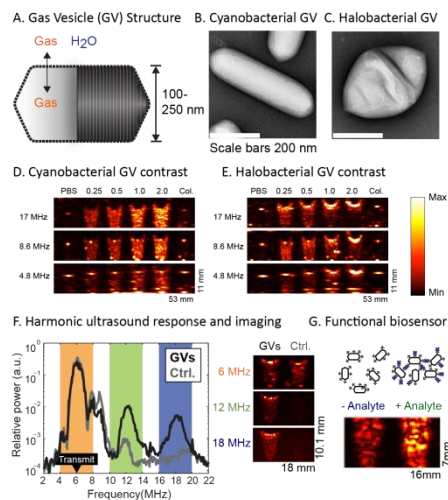 A. Gas Vesicle (GV) Structure
Gas H₂O
Gas
100-
250 nm
B. Cyanobacterial GV
C. Halobacterial GV
Scale bars 200 nm
D. Cyanobacterial GV contrast
PBS 0.25 0.5 1.0 2.0 Col.
17 MHz
8.6 MHz
4.8 MHz
11 mm
53 mm
E. Halobacterial GV contrast
PBS 0.25 0.5 1.0 2.0 Col.
17 MHz
8.6 MHz
4.8 MHz
11 mm
53 mm
Max
Min
F. Harmonic ultrasound response and imaging
Relative power (a.u.)
10⁰
10⁻¹
10⁻²
10⁻³
10⁻⁴
GVs
Ctrl.
Transmit
2 4 6 8 10 12 14 16 18 20 22
Frequency(MHz)
GVs Ctrl.
6 MHz
12 MHz
18 MHz
10.1 mm
18 mm
G. Functional biosensor
- Analyte + Analyte
7mm
16mm